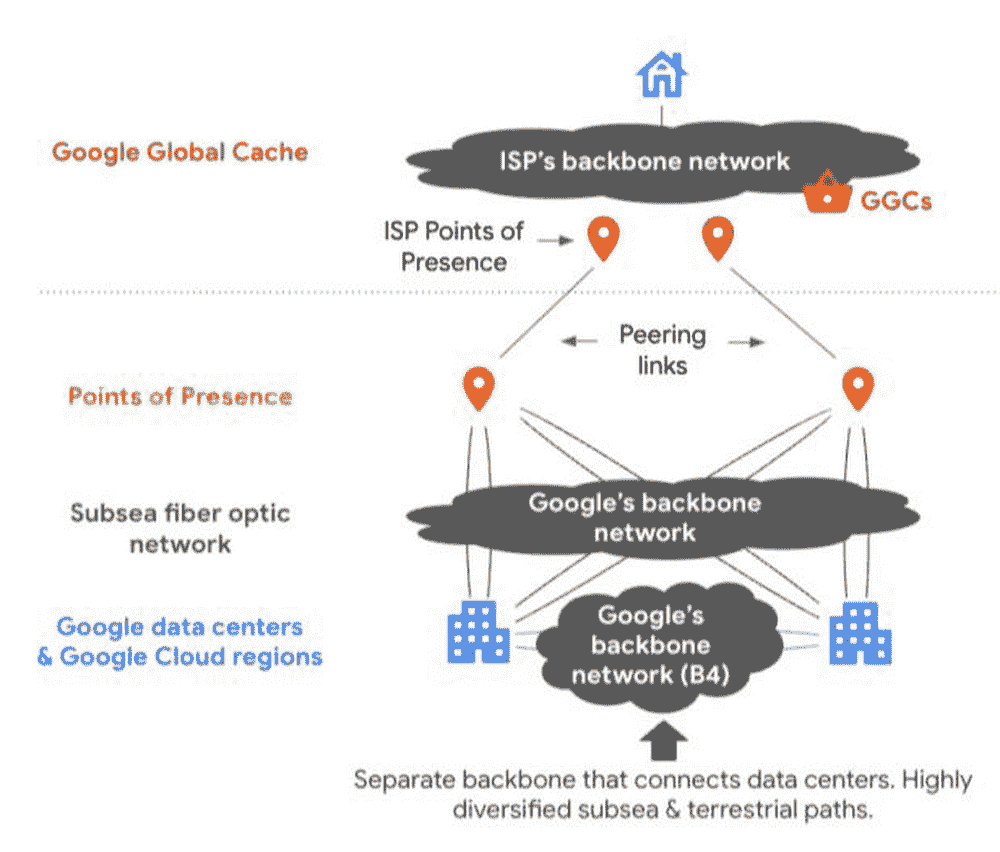 Google Global Cache
ISP's backbone network
GGCs
ISP Points of
Presence
Peering
links
Points of Presence
Google's backbone
network
Subsea fiber optic
network
Google data centers
& Google Cloud regions
Google's
backbone
network (B4)
Separate backbone that connects data centers. Highly
diversified subsea & terrestrial paths.